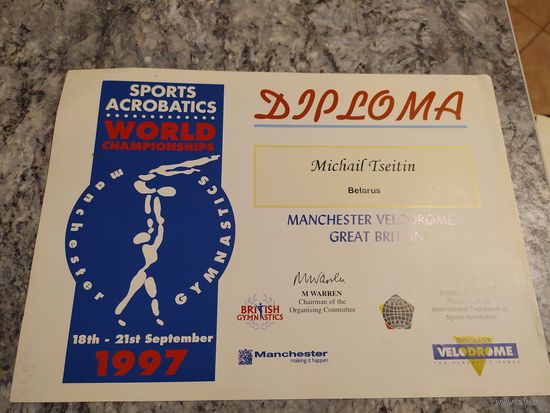 SPORTS
ACROBATICS
WORLD
CHAMPIONSHIPS
manchester
GYMNASTICS
18th - 21st September
1997
DIPLOMA
Michail Tseitin
Belarus
MANCHESTER VELODROME
GREAT BRITAIN
M WARREN
Chairman of the
Organising Committee
BRITISH
GYMNASTICS
Manchester
making it happen
International Federation of
Sports Acrobatics
VELODROME